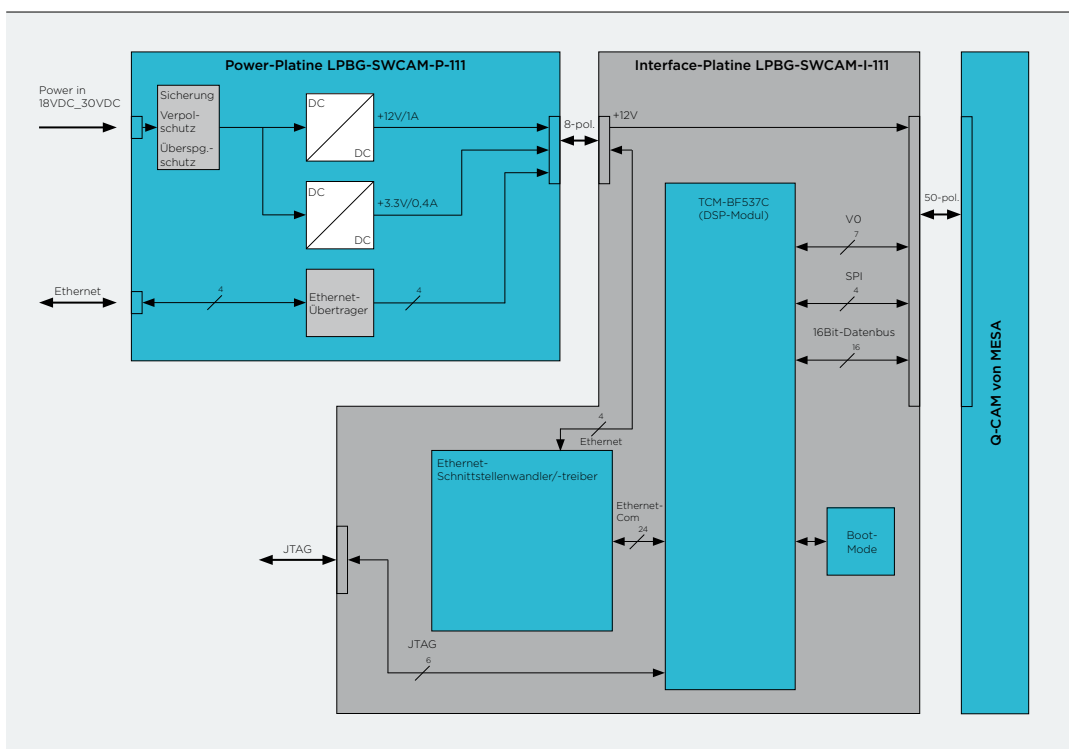 Power-Platine LPBG-SWCAM-P-111
Interface-Platine LPBG-SWCAM-I-111
Power in
18VDC_30VDC
Sicherung
Verpol-
schutz
Überspg.-
schutz
DC
DC
+12V/1A
8-pol.
+12V
DC
DC
+3.3V/0,4A
TCM-BF537C
(DSP-Modul)
50-pol.
V0
7
SPI
4
16Bit-Datenbus
16
Ethernet
4
Ethernet-
Übertrager
4
Q-CAM von MESA
4
Ethernet
Ethernet-
Schnittstellenwandler/-treiber
Ethernet-
Com
24
Boot-
Mode
JTAG
JTAG
6